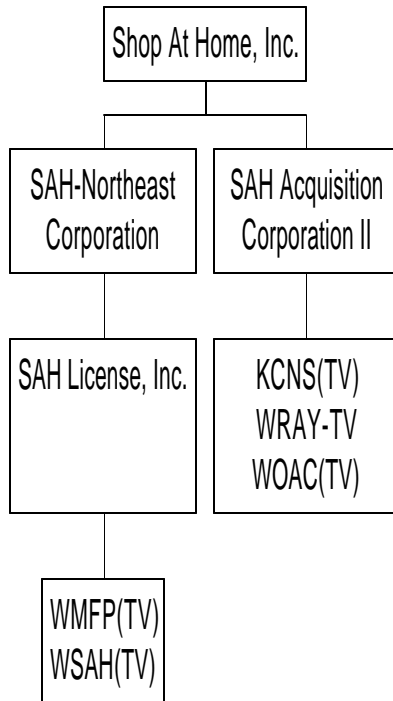 Shop At Home, Inc.
SAH-Northeast
Corporation
SAH Acquisition
Corporation II
SAH License, Inc.
KCNS(TV)
WRAY-TV
WOAC(TV)
WMFP(TV)
WSAH(TV)